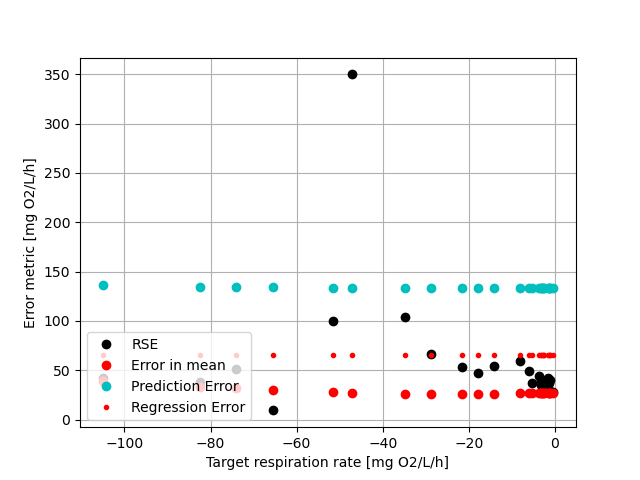 350
300
250
200
150
100
50
0
Error metric [mg O2/L/h]
RSE
Error in mean
Prediction Error
Regression Error
−100
−80
−60
−40
−20
0
Target respiration rate [mg O2/L/h]